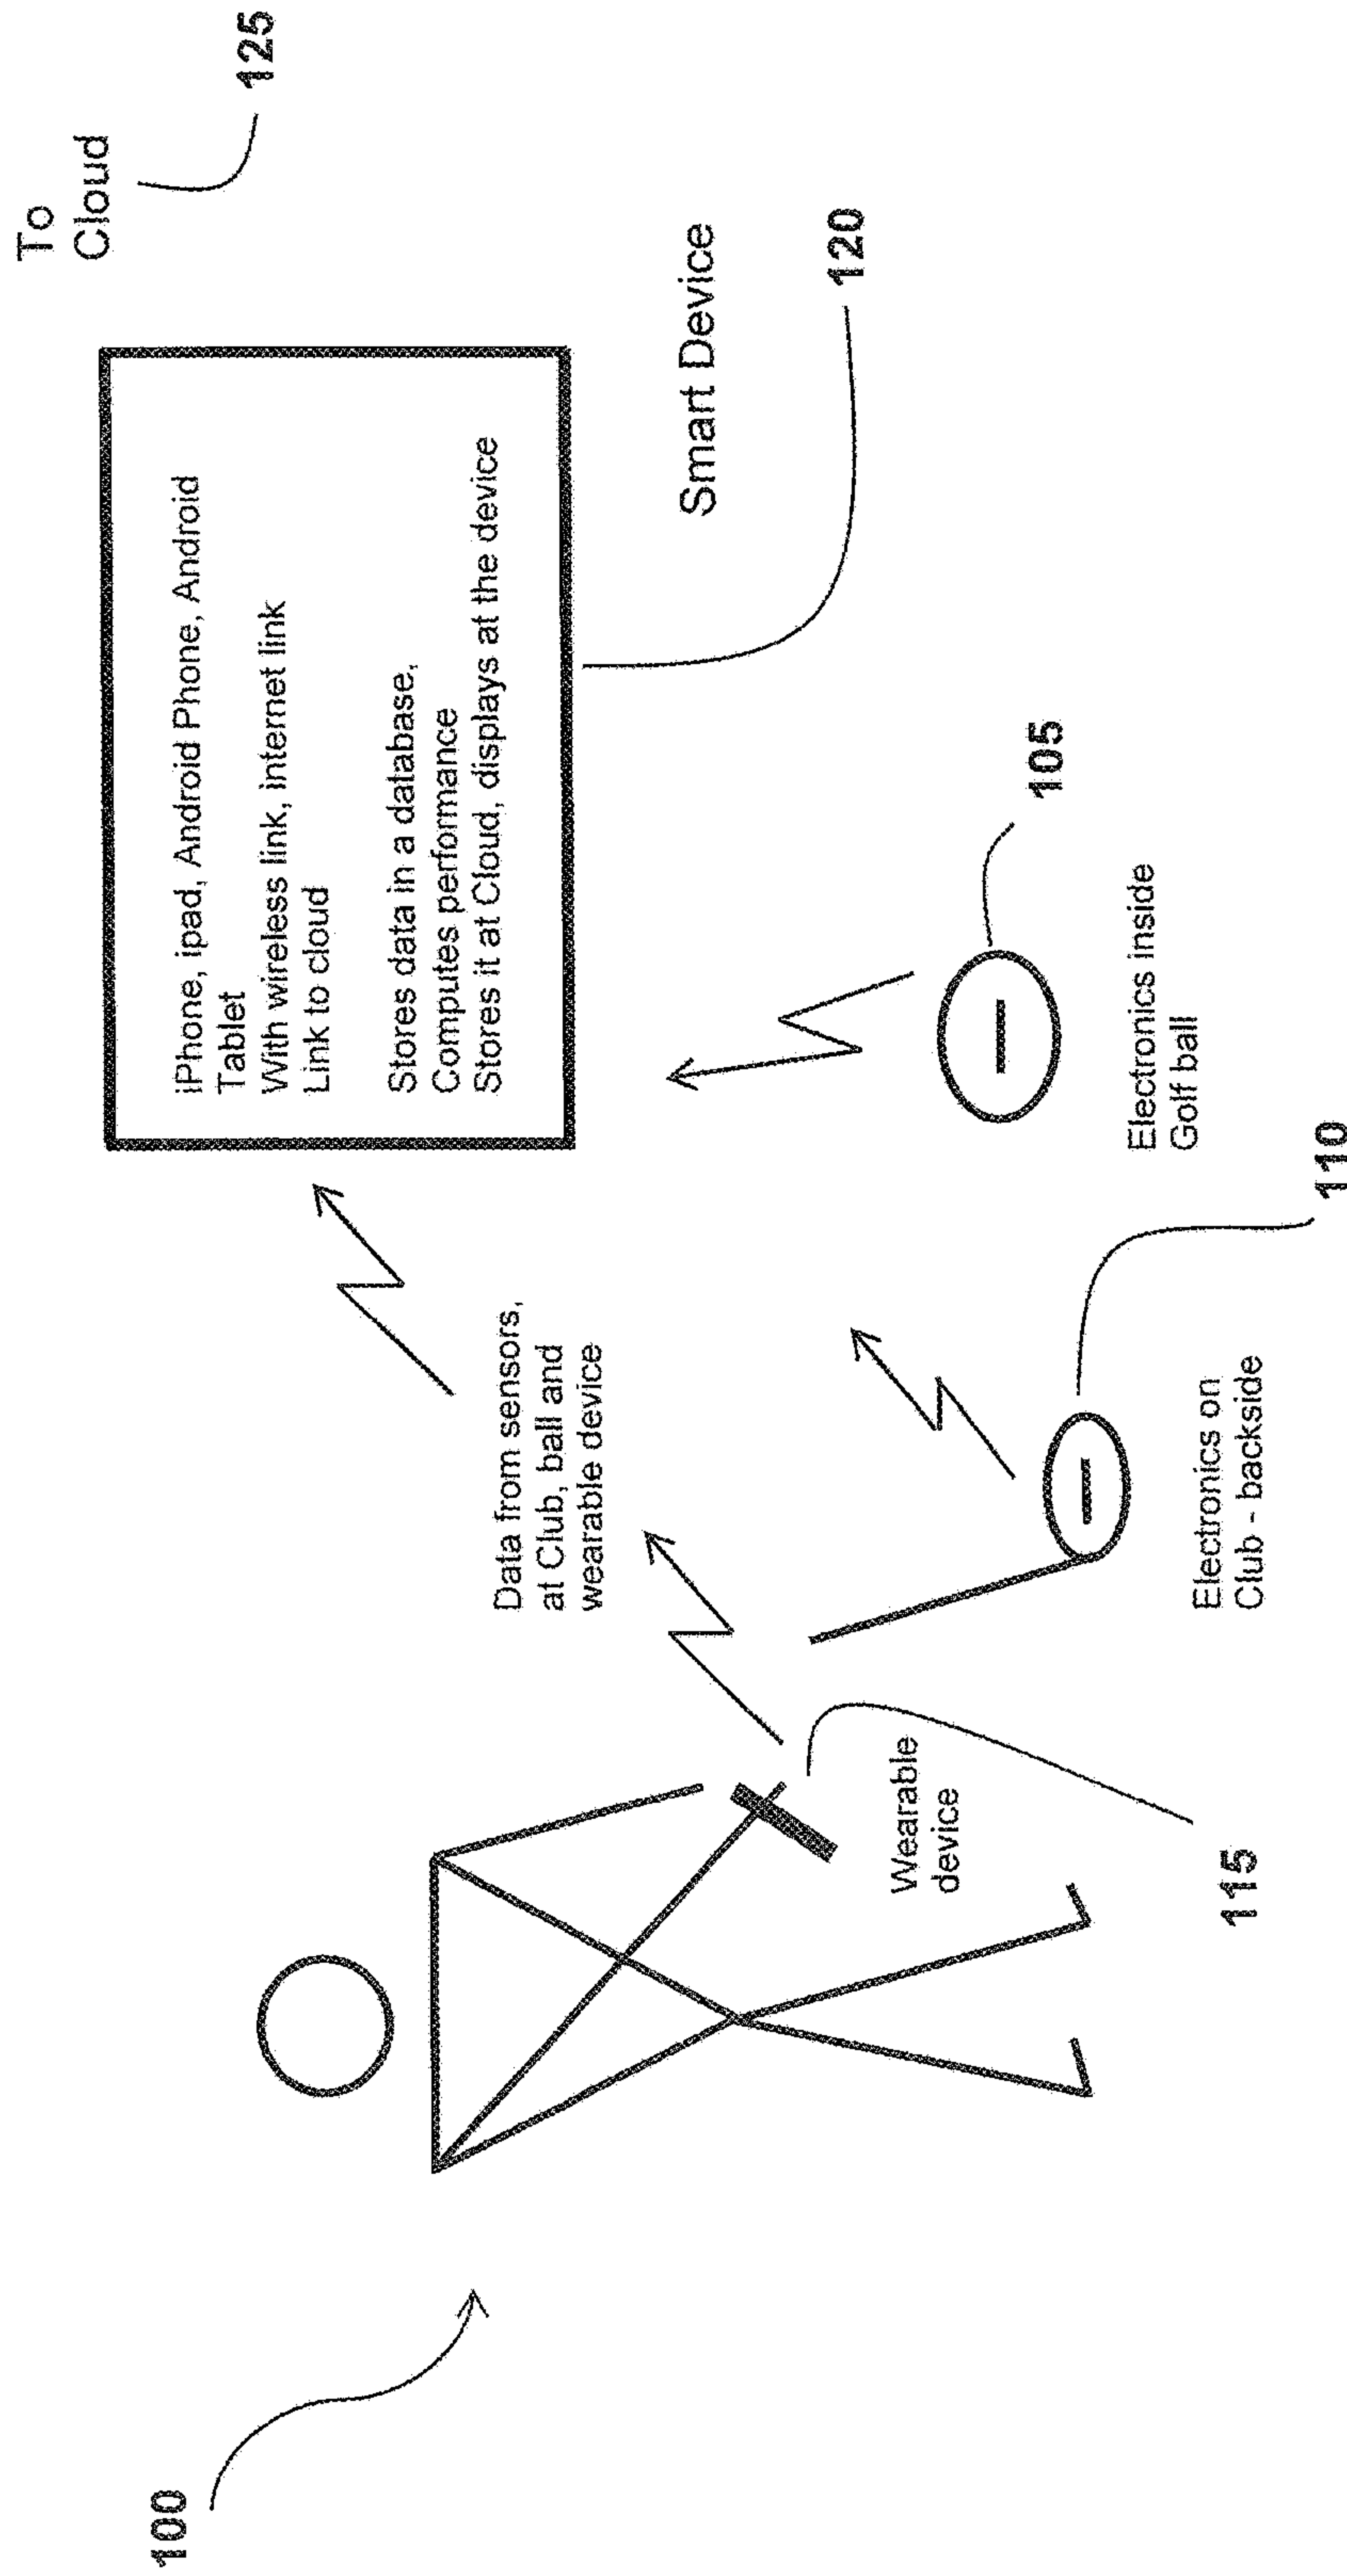 To
Cloud
125
iPhone, ipad, Android Phone, Android
Tablet
With wireless link, internet link
Link to cloud
Stores data in a database,
Computes performance
Stores it at Cloud, displays at the device
Smart Device
120
Data from sensors,
at Club, ball and
wearable device
105
Electronics inside
Golf ball
110
Electronics on
Club - backside
Wearable
device
115
100